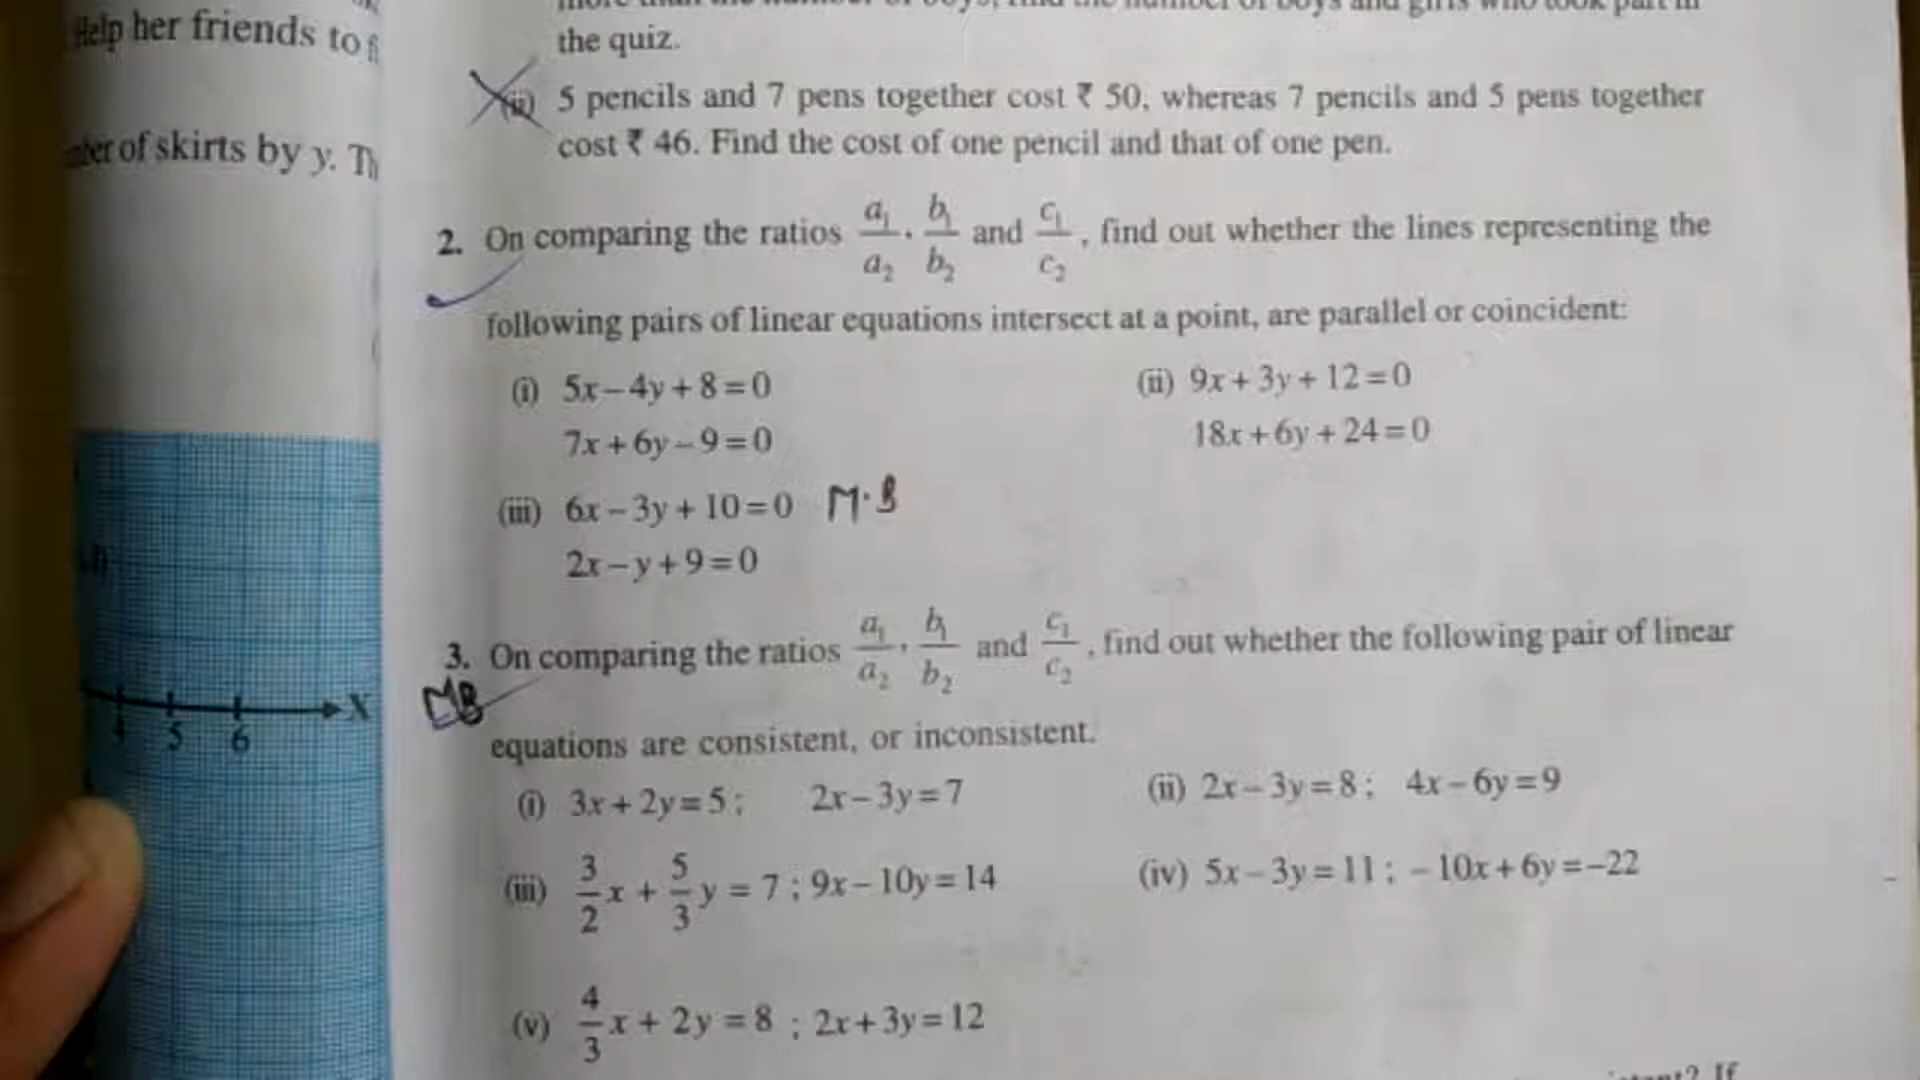 Help her friends to
of skirts by y. Th
X
5 6
the quiz.
(ii) 5 pencils and 7 pens together cost ₹ 50, whereas 7 pencils and 5 pens together
cost ₹ 46. Find the cost of one pencil and that of one pen.
2. On comparing the ratios a₁/a₂, b₁/b₂ and c₁/c₂, find out whether the lines representing the
following pairs of linear equations intersect at a point, are parallel or coincident:
(i) 5x – 4y + 8 = 0 (ii) 9x + 3y + 12 = 0
7x + 6y – 9 = 0 18x + 6y + 24 = 0
(iii) 6x – 3y + 10 = 0 M·B
2x – y + 9 = 0
3. On comparing the ratios a₁/a₂, b₁/b₂ and c₁/c₂, find out whether the following pair of linear
MB
equations are consistent, or inconsistent.
(i) 3x + 2y = 5 ; 2x – 3y = 7 (ii) 2x – 3y = 8 ; 4x – 6y = 9
(iii) 3/2 x + 5/3 y = 7 ; 9x – 10y = 14 (iv) 5x – 3y = 11 ; – 10x + 6y = –22
(v) 4/3 x + 2y = 8 ; 2x + 3y = 12
If